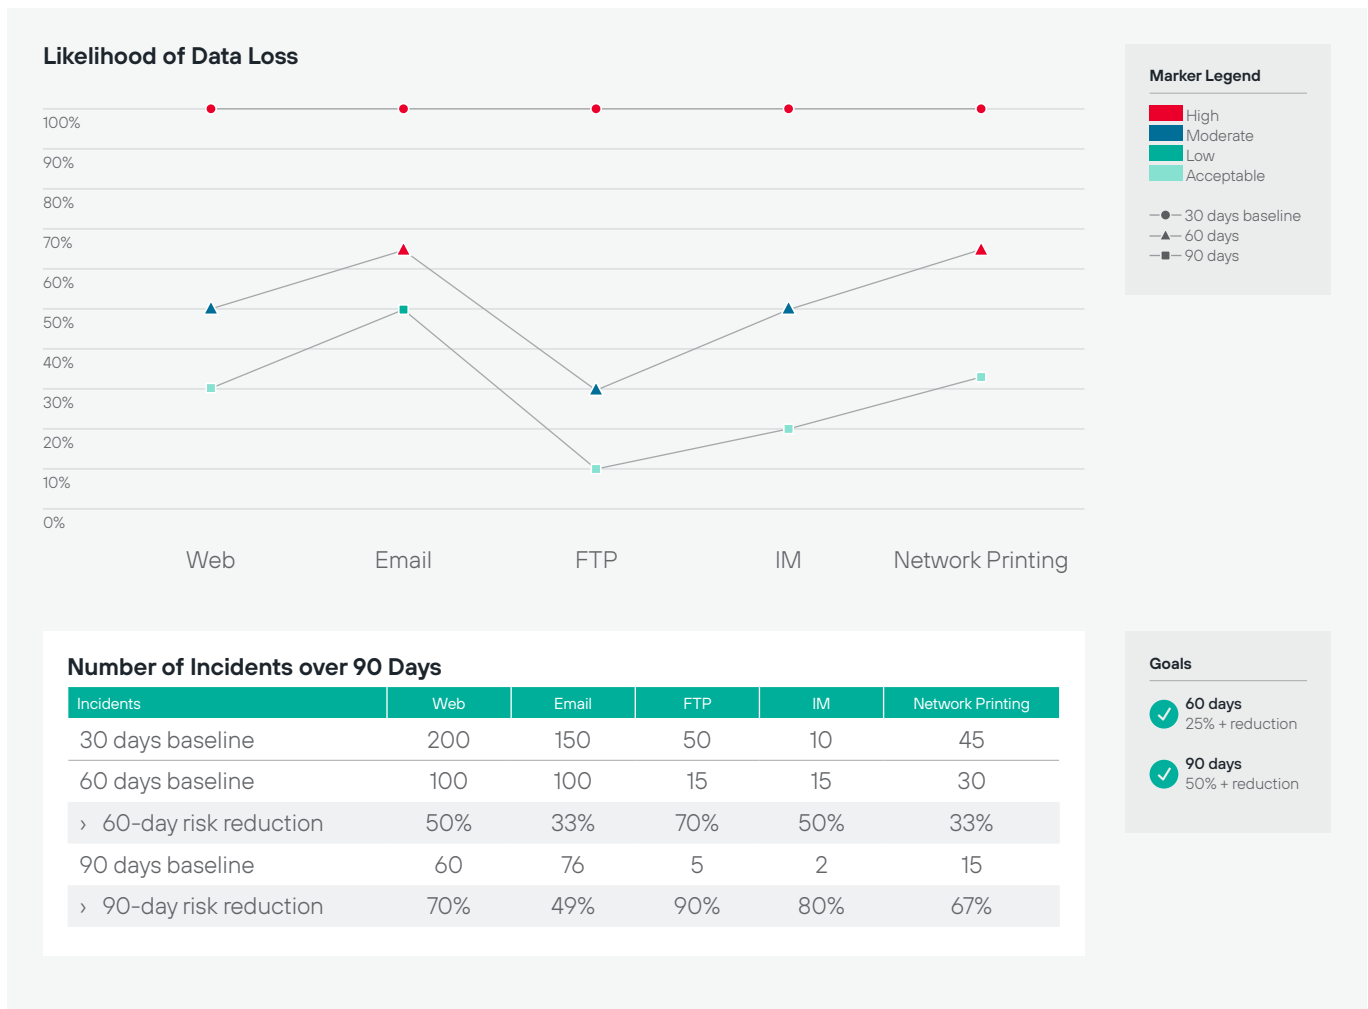 Likelihood of Data Loss
100%
90%
80%
70%
60%
50%
40%
30%
20%
10%
0%
Web Email FTP IM Network Printing
Marker Legend
High
Moderate
Low
Acceptable
30 days baseline
60 days
90 days
Number of Incidents over 90 Days
Incidents Web Email FTP IM Network Printing
30 days baseline 200 150 50 10 45
60 days baseline 100 100 15 15 30
› 60-day risk reduction 50% 33% 70% 50% 33%
90 days baseline 60 76 5 2 15
› 90-day risk reduction 70% 49% 90% 80% 67%
Goals
60 days
25% + reduction
90 days
50% + reduction